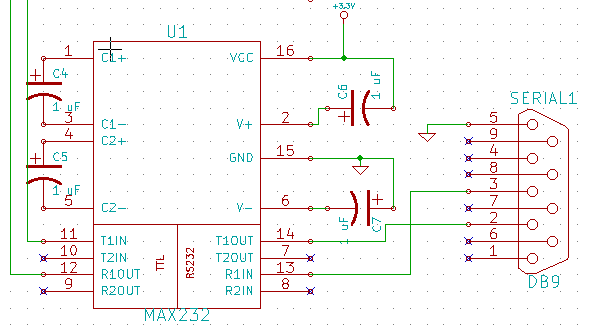 +3.3V
U1
1 C1+ VCC 16
C4
1 uF
C6
1 uF
SERIAL1
3 C1- V+ 2
4 C2+
5
9
C5
GND 15
4
1 uF
8
3
5 C2- V- 6
C7
uF
7
2
11 T1IN T1OUT 14
6
10 T2IN T2OUT 7
1
12 R1OUT R1IN 13
9 R2OUT R2IN 8
TTL
RS232
DB9
MAX232